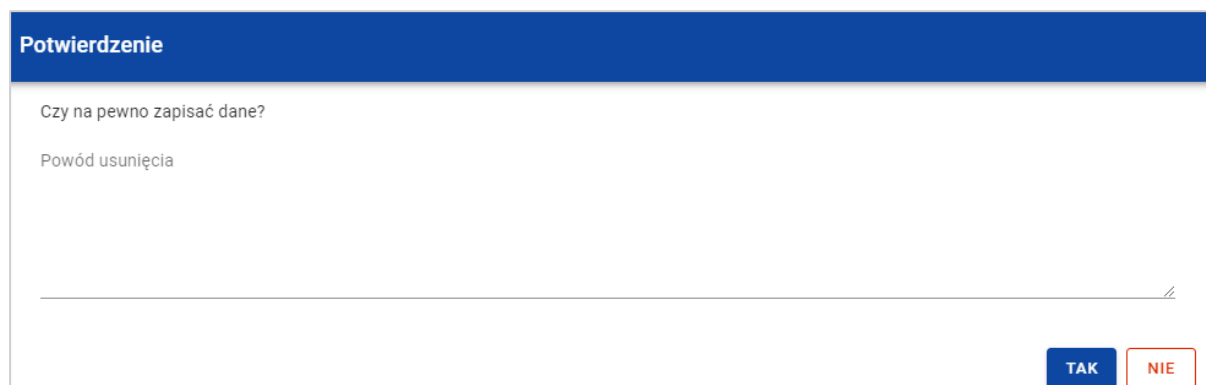 Potwierdzenie
Czy na pewno zapisać dane?
Powód usunięcia
TAK NIE